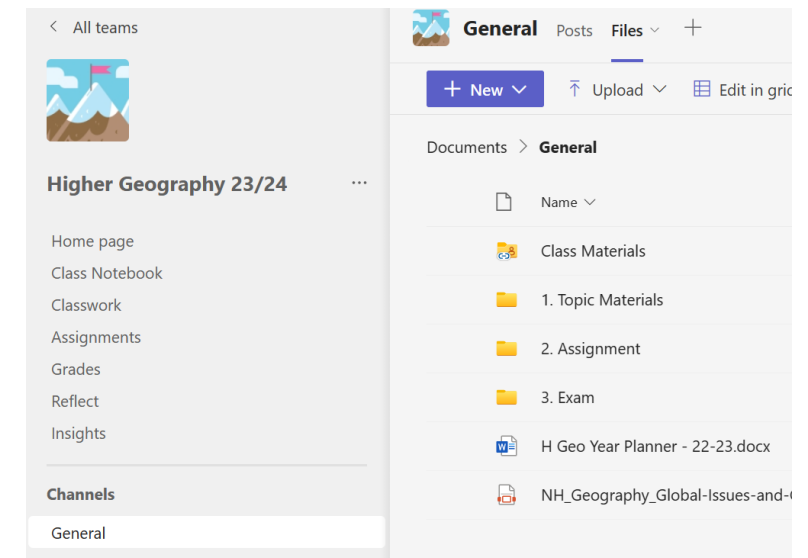 All teams
Higher Geography 23/24
Home page
Class Notebook
Classwork
Assignments
Grades
Reflect
Insights
Channels
General
General Posts Files
New Upload Edit in grid
Documents > General
Name
Class Materials
1. Topic Materials
2. Assignment
3. Exam
H Geo Year Planner - 22-23.docx
NH_Geography_Global-Issues-and-